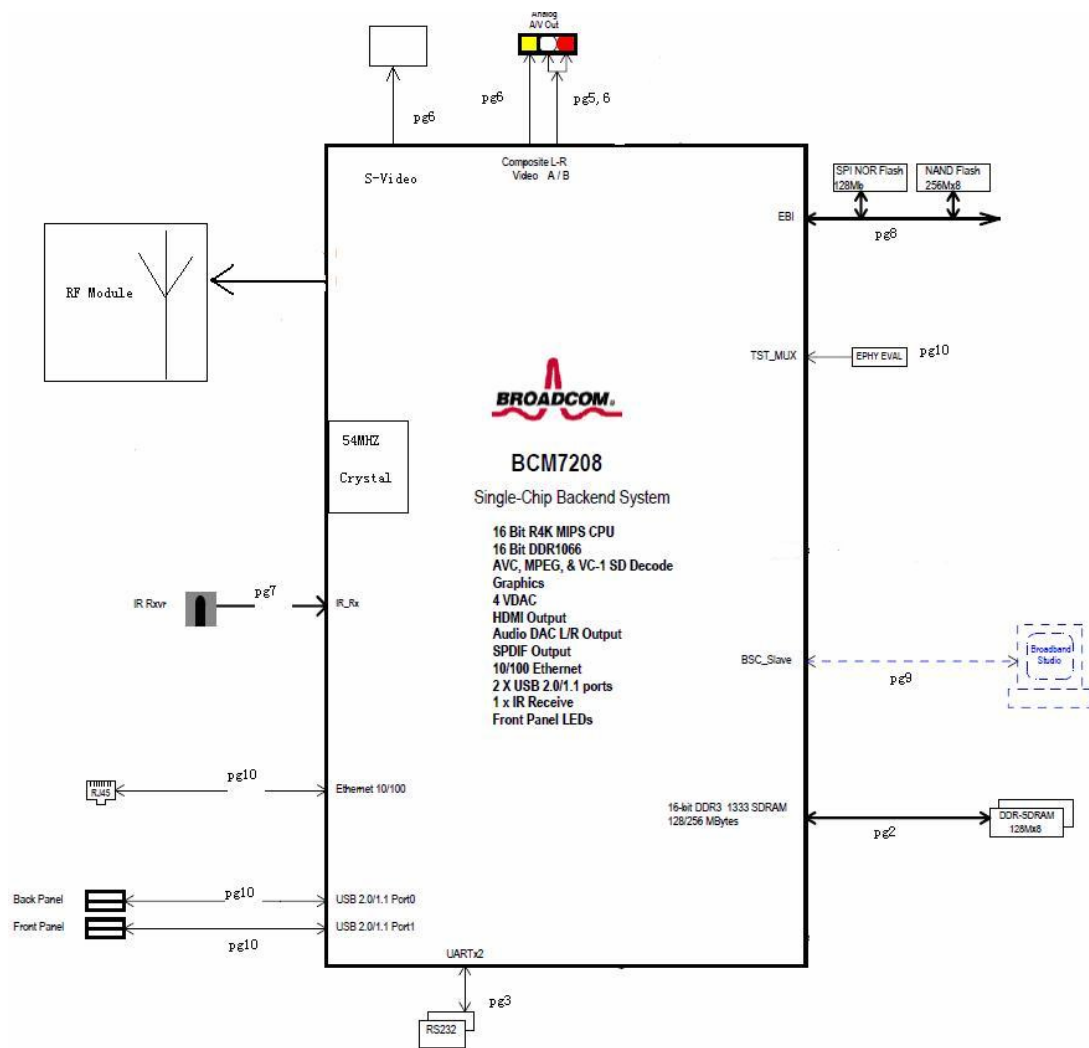 Analog
A/V Out
pg6
pg6
pg5, 6
S-Video
Composite L-R
Video A / B
SPI NOR Flash
128Mb
NAND Flash
256Mx8
EBI
pg8
RF Module
TST_MUX
EPHY EVAL
pg10
BROADCOM
54MHZ
Crystal
BCM7208
Single-Chip Backend System
16 Bit R4K MIPS CPU
16 Bit DDR1066
AVC, MPEG, & VC-1 SD Decode
Graphics
4 VDAC
HDMI Output
Audio DAC L/R Output
SPDIF Output
10/100 Ethernet
2 X USB 2.0/1.1 ports
1 x IR Receive
Front Panel LEDs
pg7
IR Rxvr
IR_Rx
BSC_Slave
pg9
Broadband
Studio
pg10
RJ45
Ethernet 10/100
16-bit DDR3 1333 SDRAM
128/256 MBytes
pg2
DDR-SDRAM
128Mx8
pg10
Back Panel
USB 2.0/1.1 Port0
Front Panel
USB 2.0/1.1 Port1
pg10
UARTx2
pg3
RS232